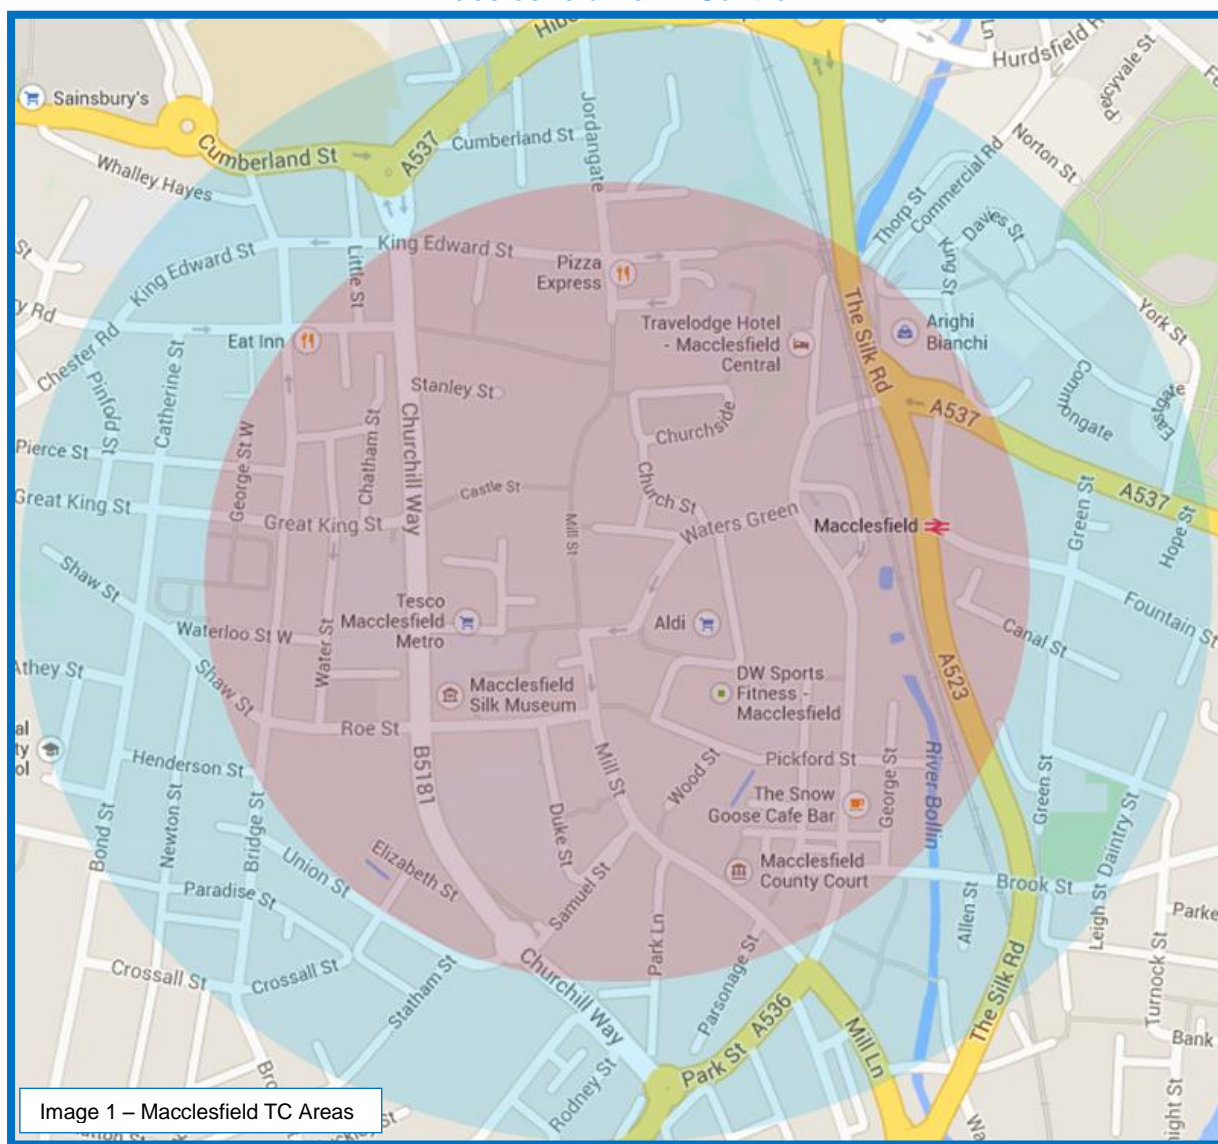 Hurdsfield
Ln
Percyvale St
Sainsbury's
Jordangate
Cumberland St
A537
Cumberland St
Norton St
Whalley Hayes
Commercial Rd
Thorp St
Davies St
King St
King Edward St
King Edward St
Little St
Pizza
Express
York St
The Silk Rd
Travelodge Hotel
- Macclesfield
Central
Arighi
Bianchi
Eat Inn
Chester Rd
Catherine St
Pinfold St
Stanley St
A537
Commongate
Eastgate
Churchside
Churchill Way
Chatham St
George St W
Pierce St
Church St
Castle St
Great King St
Great King St
Mill St
Waters Green
Macclesfield
A537
Green St
Hope St
Shaw St
Fountain St
Tesco
Macclesfield
Metro
Aldi
Waterloo St W
Water St
Canal St
Athey St
Shaw St
Macclesfield
Silk Museum
DW Sports
Fitness -
Macclesfield
A523
Roe St
Henderson St
B5181
Mill St
Wood St
Pickford St
George St
River Bollin
Green St
The Snow
Goose Cafe Bar
Duke St
Daintry St
Bond St
Newton St
Bridge St
Union St
Elizabeth St
Samuel St
Macclesfield
County Court
Brook St
Paradise St
Allen St
Leigh St
Park Ln
Parsonage St
Crossall St
Crossall St
Statham St
Churchill Way
The Silk Rd
Turnock St
A536
Park St
Mill Ln
Bank
Rodney St
Image 1 – Macclesfield TC Areas